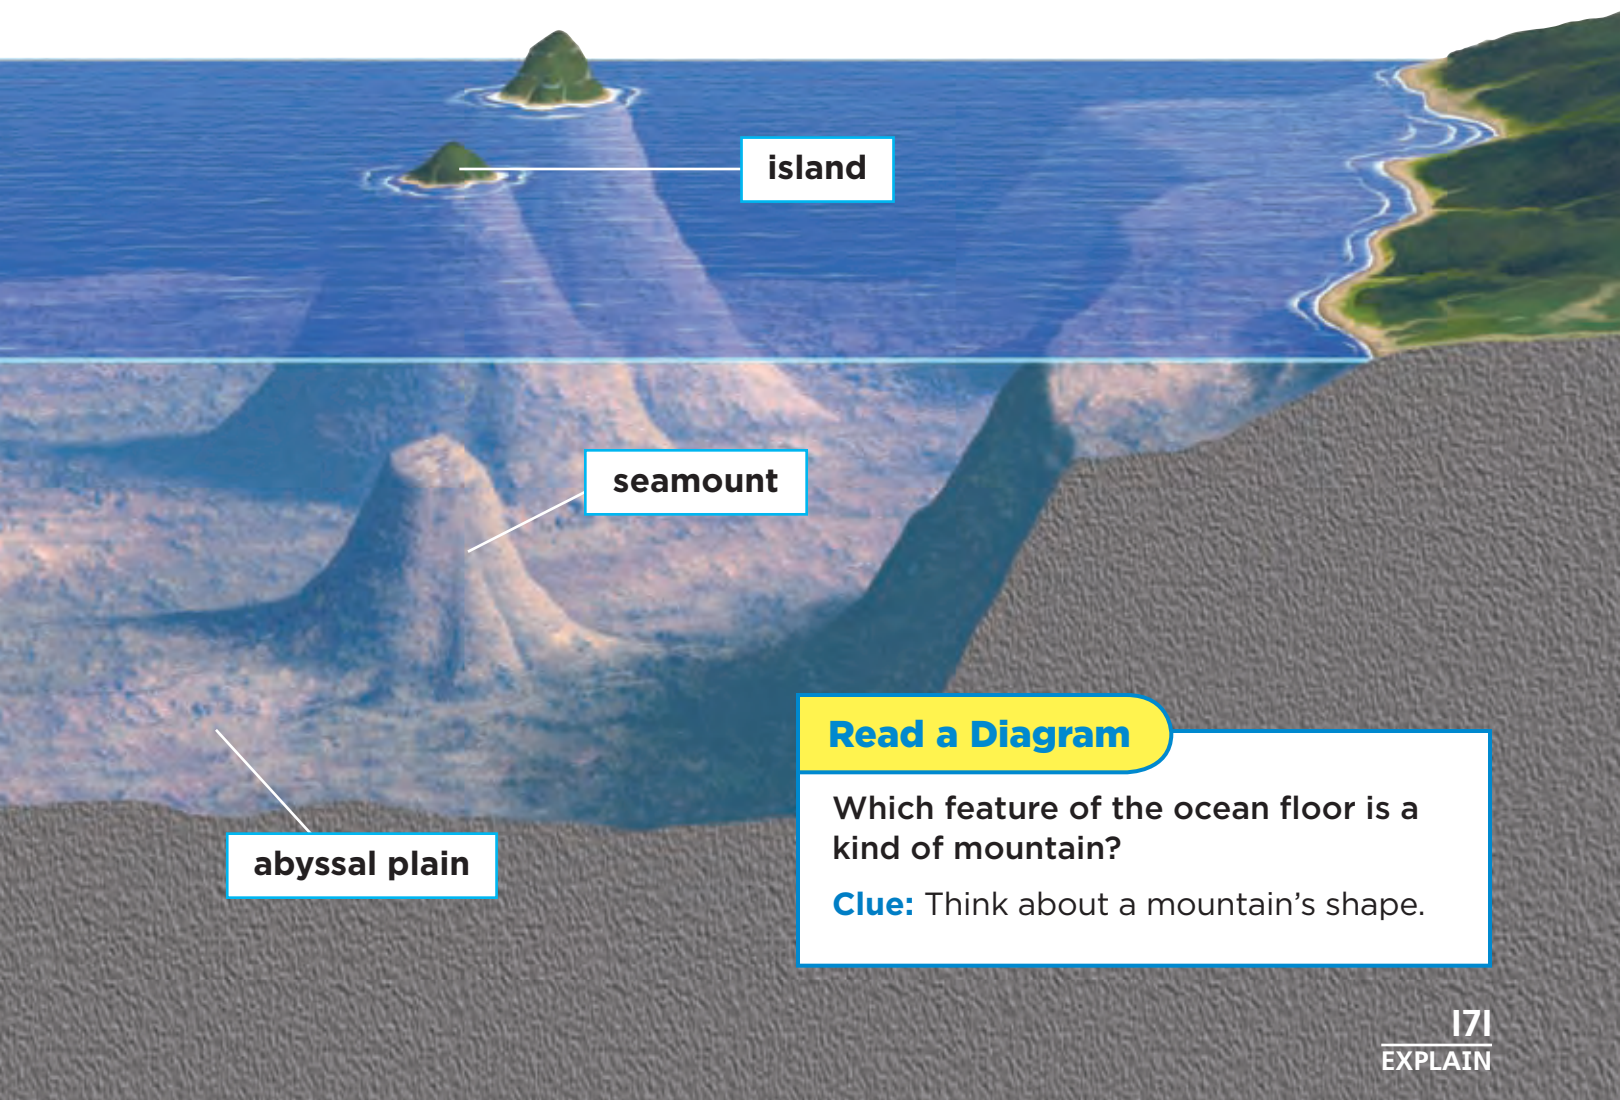 island
seamount
abyssal plain
Read a Diagram
Which feature of the ocean floor is a
kind of mountain?
Clue: Think about a mountain’s shape.
171
EXPLAIN